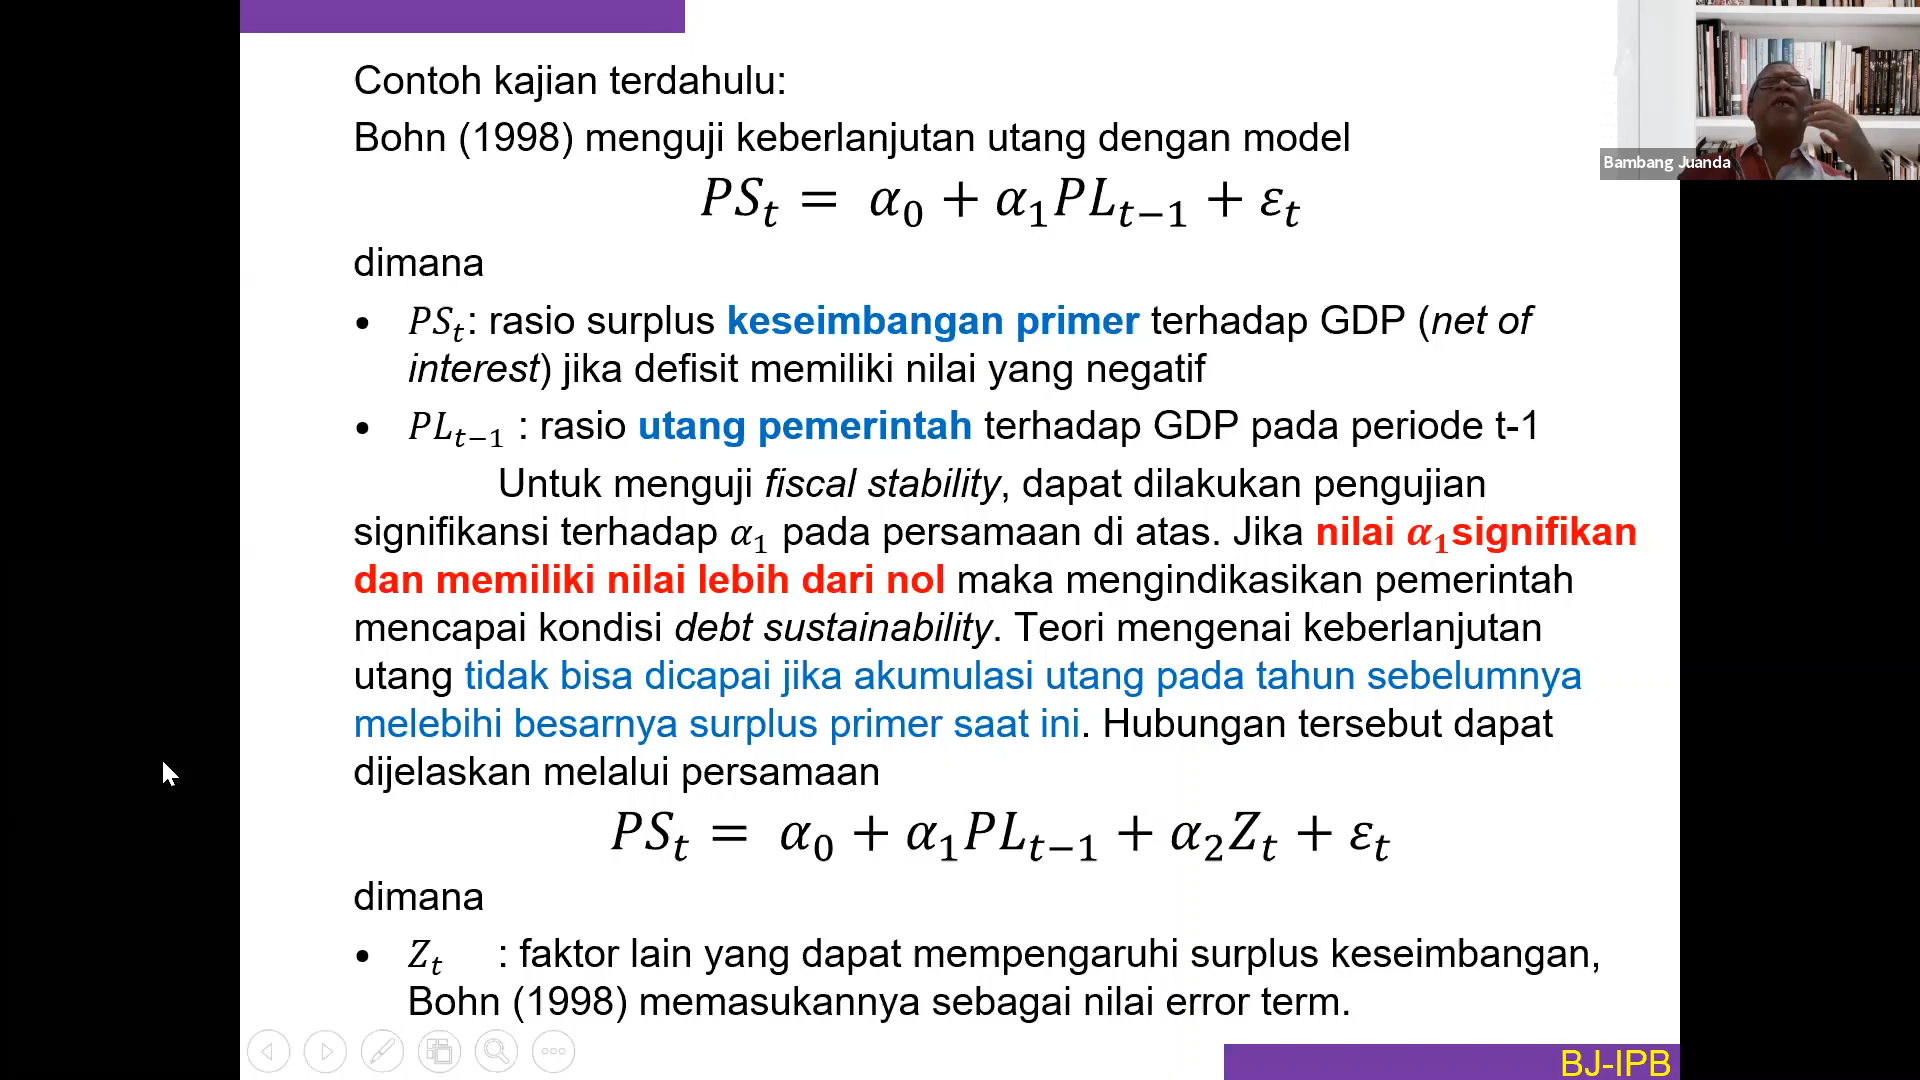 Contoh kajian terdahulu:
Bohn (1998) menguji keberlanjutan utang dengan model
Bambang Juanda
PSₜ = α₀ + α₁PLₜ₋₁ + εₜ
dimana
• PSₜ: rasio surplus keseimbangan primer terhadap GDP (net of
interest) jika defisit memiliki nilai yang negatif
• PLₜ₋₁ : rasio utang pemerintah terhadap GDP pada periode t-1
Untuk menguji fiscal stability, dapat dilakukan pengujian
signifikansi terhadap α₁ pada persamaan di atas. Jika nilai α₁signifikan
dan memiliki nilai lebih dari nol maka mengindikasikan pemerintah
mencapai kondisi debt sustainability. Teori mengenai keberlanjutan
utang tidak bisa dicapai jika akumulasi utang pada tahun sebelumnya
melebihi besarnya surplus primer saat ini. Hubungan tersebut dapat
dijelaskan melalui persamaan
PSₜ = α₀ + α₁PLₜ₋₁ + α₂Zₜ + εₜ
dimana
• Zₜ : faktor lain yang dapat mempengaruhi surplus keseimbangan,
Bohn (1998) memasukannya sebagai nilai error term.
BJ-IPB